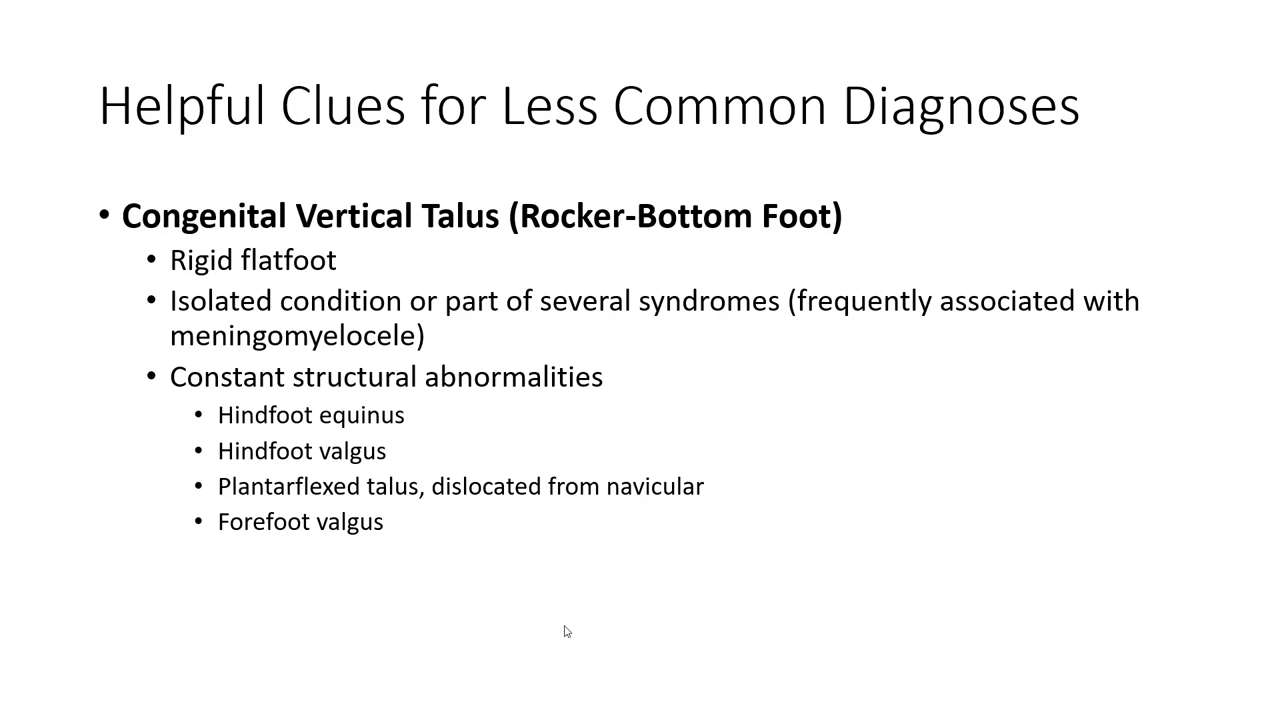 Helpful Clues for Less Common Diagnoses
• Congenital Vertical Talus (Rocker-Bottom Foot)
• Rigid flatfoot
• Isolated condition or part of several syndromes (frequently associated with
meningomyelocele)
• Constant structural abnormalities
• Hindfoot equinus
• Hindfoot valgus
• Plantarflexed talus, dislocated from navicular
• Forefoot valgus